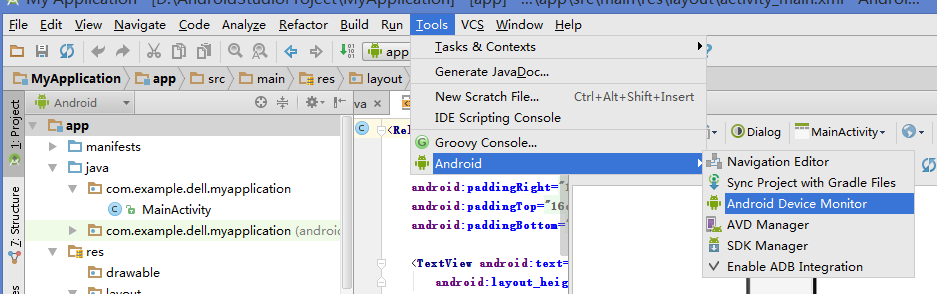 My Application - [D:\AndroidStudioProject\MyApplication] - [app] - ...\app\src\main\res\layout\activity_main.xml - Androi...
File Edit View Navigate Code Analyze Refactor Build Run Tools VCS Window Help
app
MyApplication app src main res layout
Tasks & Contexts
Generate JavaDoc...
New Scratch File... Ctrl+Alt+Shift+Insert
IDE Scripting Console
Groovy Console...
Android
Navigation Editor
Sync Project with Gradle Files
Android Device Monitor
AVD Manager
SDK Manager
Enable ADB Integration
Dialog MainActivity
1: Project
7: Structure
Android
app
manifests
java
com.example.dell.myapplication
MainActivity
com.example.dell.myapplication (andro
res
drawable
layout
va
<Rel
android:paddingRight="1
android:paddingTop="16
android:paddingBottom="
<TextView android:text=
android:layout_heig